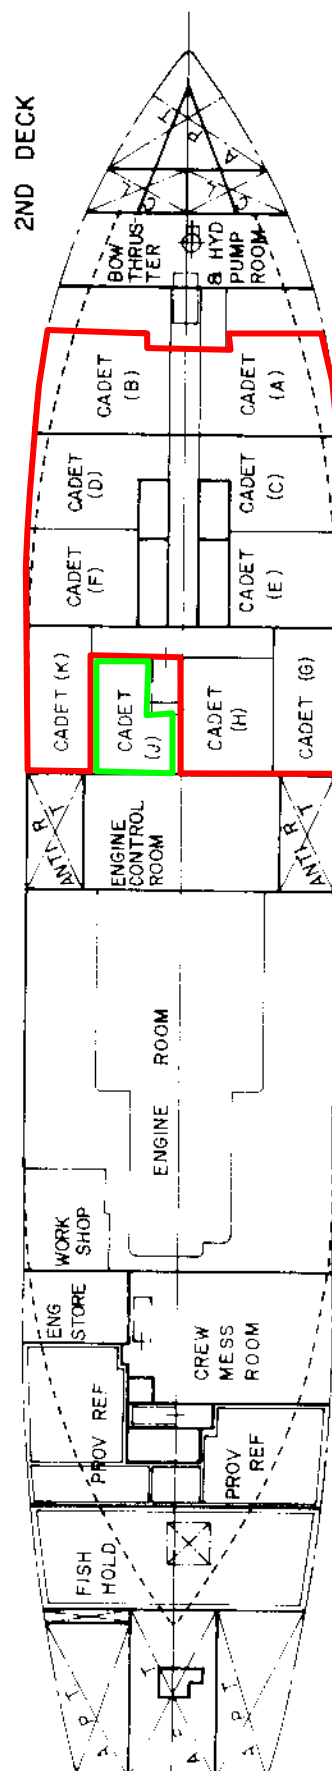 2ND DECK
A
R
T
C
L
C
L
BOW
THRUS-
TER
& HYD
PUMP
ROOM
CADET
(B)
CADET
(A)
CADET
(D)
CADET
(C)
CADET
(F)
CADET
(E)
CADET (K)
CADET
(J)
CADET
(H)
CADET (G)
ANTI R T
ENGINE
CONTROL
ROOM
ANTI R T
ENGINE ROOM
WORK
SHOP
ENG
STORE
CREW
MESS
ROOM
PROV REF
PROV REF
FISH
HOLD
A P T
A P T